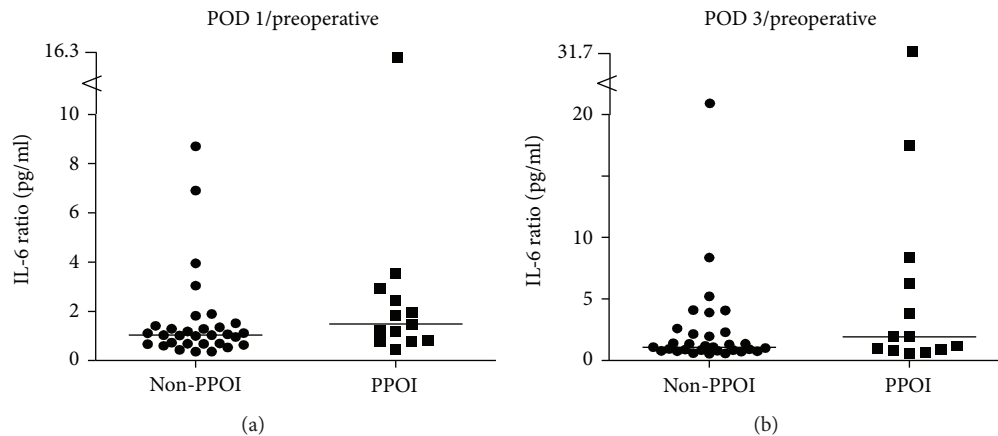 POD 1/preoperative
16.3
10
8
6
4
2
0
IL-6 ratio (pg/ml)
Non-PPOI PPOI
(a)
POD 3/preoperative
31.7
20
10
5
0
IL-6 ratio (pg/ml)
Non-PPOI PPOI
(b)